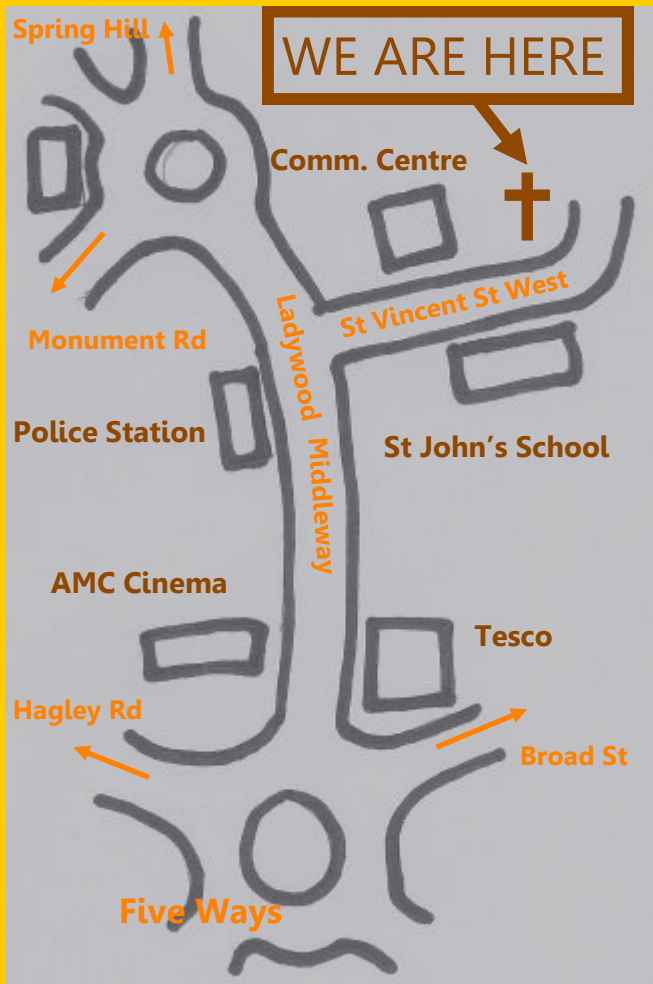 Spring Hill
WE ARE HERE
Comm. Centre
St Vincent St West
Monument Rd
Ladywood Middleway
Police Station
St John’s School
AMC Cinema
Tesco
Hagley Rd
Broad St
Five Ways